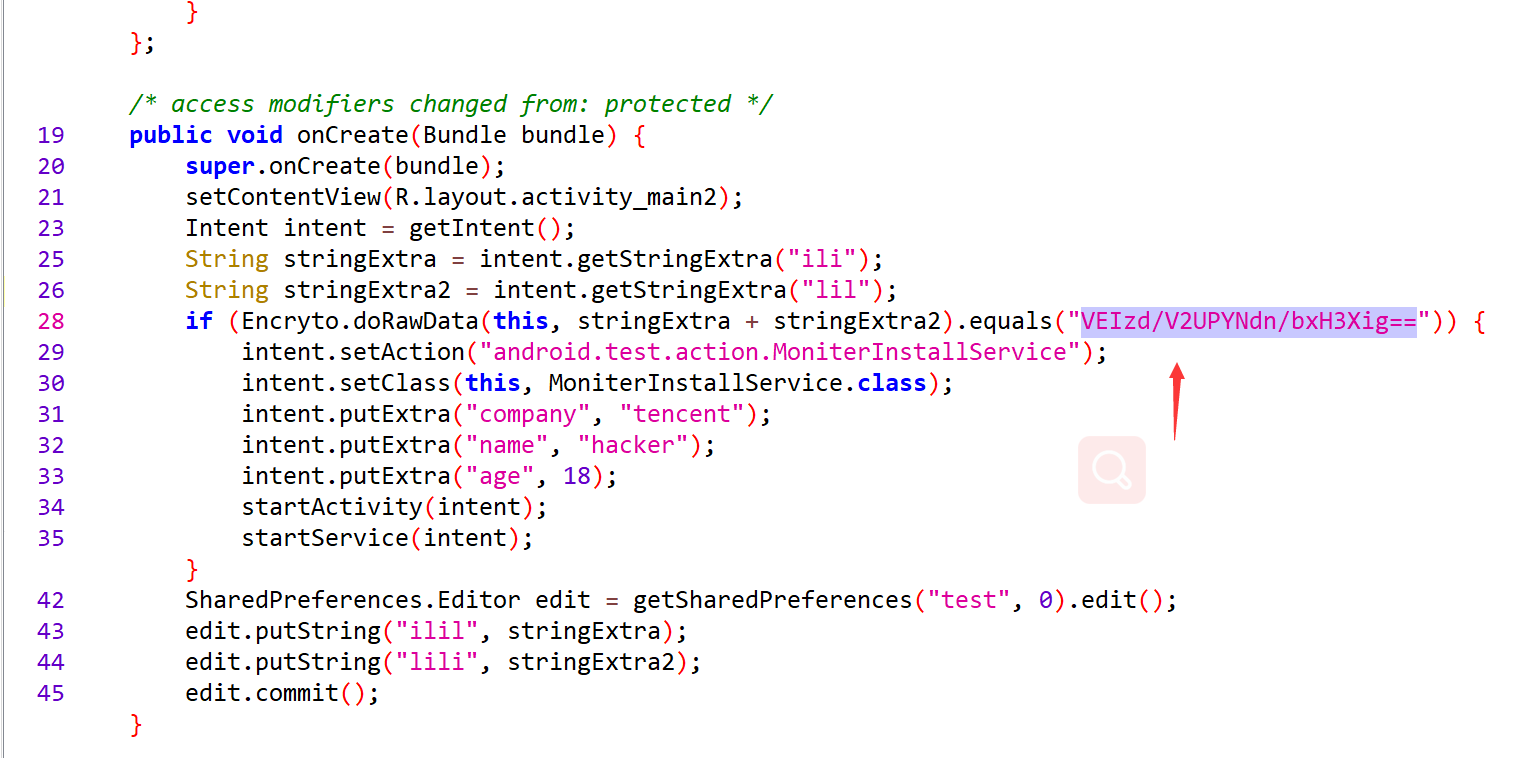 }
};
/* access modifiers changed from: protected */
19 public void onCreate(Bundle bundle) {
20 super.onCreate(bundle);
21 setContentView(R.layout.activity_main2);
23 Intent intent = getIntent();
25 String stringExtra = intent.getStringExtra("ili");
26 String stringExtra2 = intent.getStringExtra("lil");
28 if (Encryto.doRawData(this, stringExtra + stringExtra2).equals("VEIzd/V2UPYNdn/bxH3Xig==")) {
29 intent.setAction("android.test.action.MoniterInstallService");
30 intent.setClass(this, MoniterInstallService.class);
31 intent.putExtra("company", "tencent");
32 intent.putExtra("name", "hacker");
33 intent.putExtra("age", 18);
34 startActivity(intent);
35 startService(intent);
}
42 SharedPreferences.Editor edit = getSharedPreferences("test", 0).edit();
43 edit.putString("ilil", stringExtra);
44 edit.putString("lili", stringExtra2);
45 edit.commit();
}